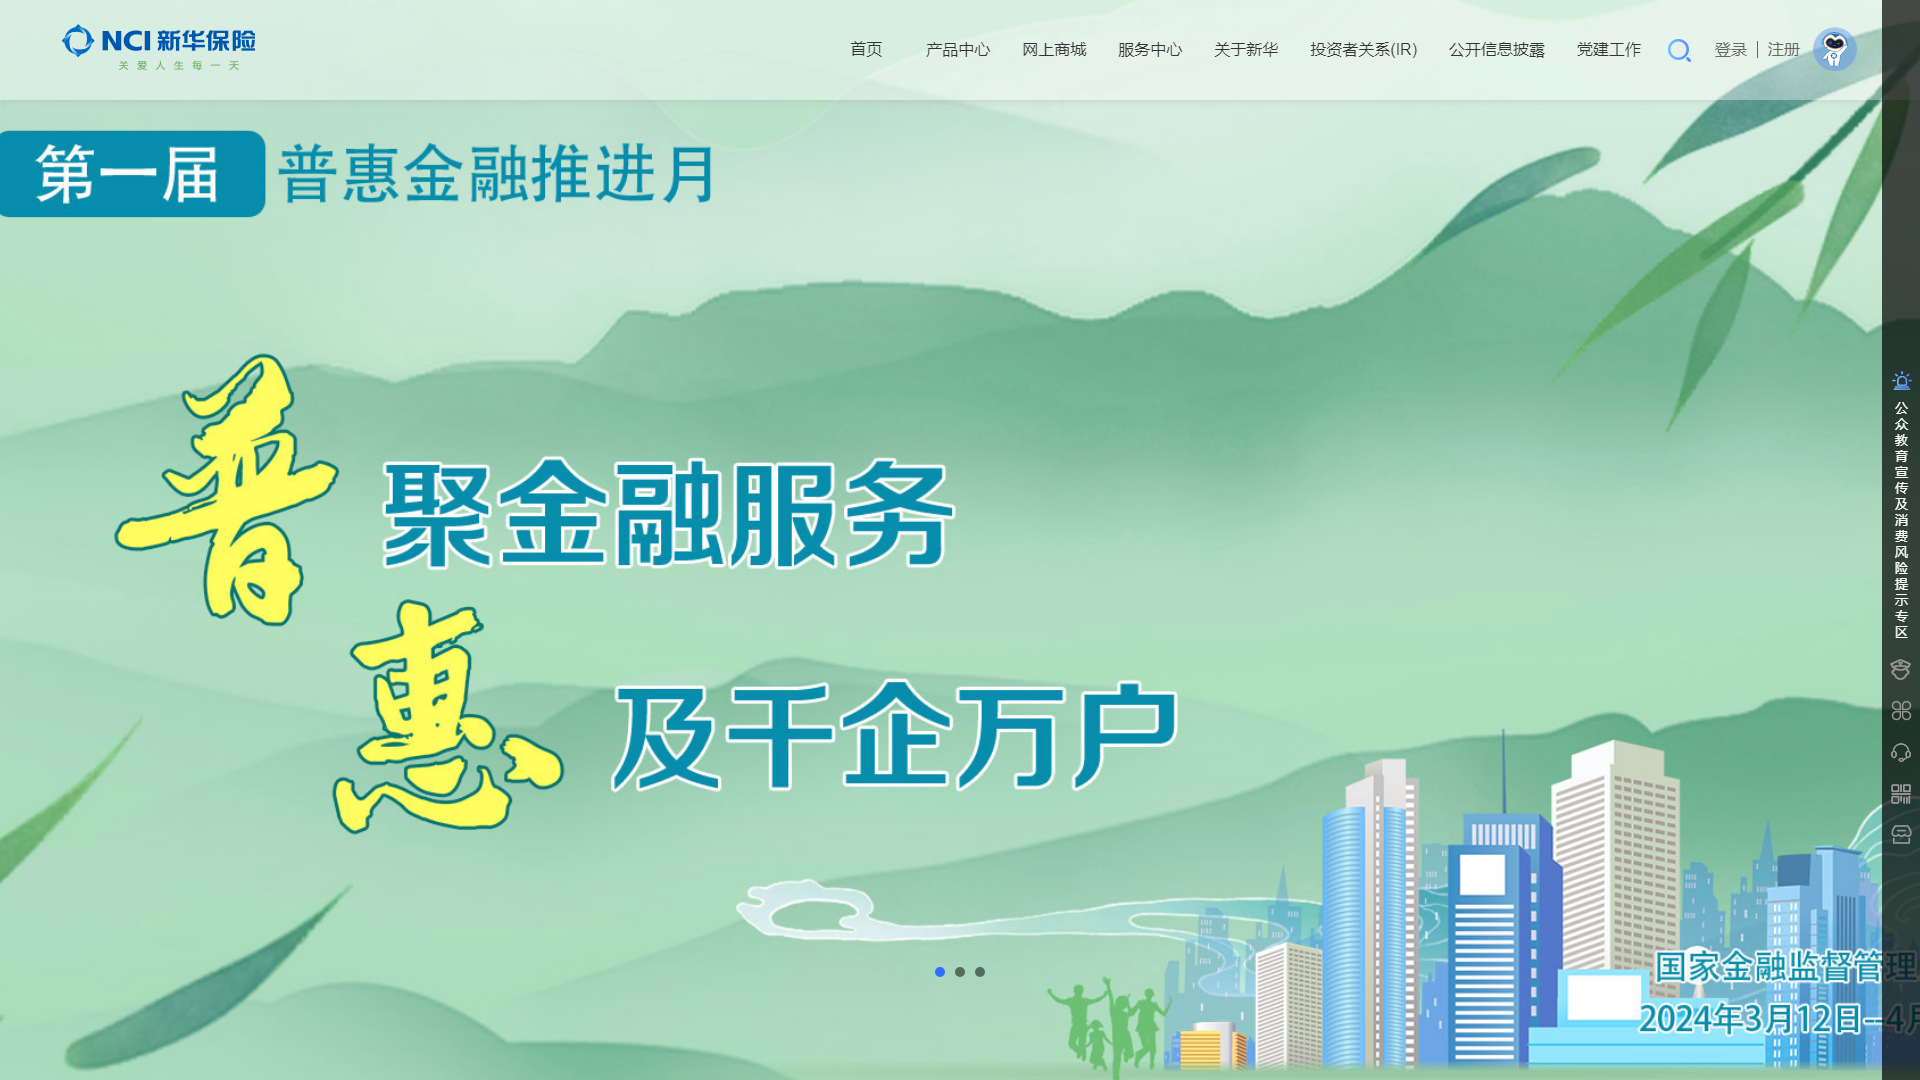 NCI 新华保险
关爱人生每一天
首页 产品中心 网上商城 服务中心 关于新华 投资者关系(IR) 公开信息披露 党建工作 登录 注册
第一届 普惠金融推进月
普 聚金融服务
惠 及千企万户
公众教育宣传及消费风险提示专区
国家金融监督管理
2024年3月12日--4月